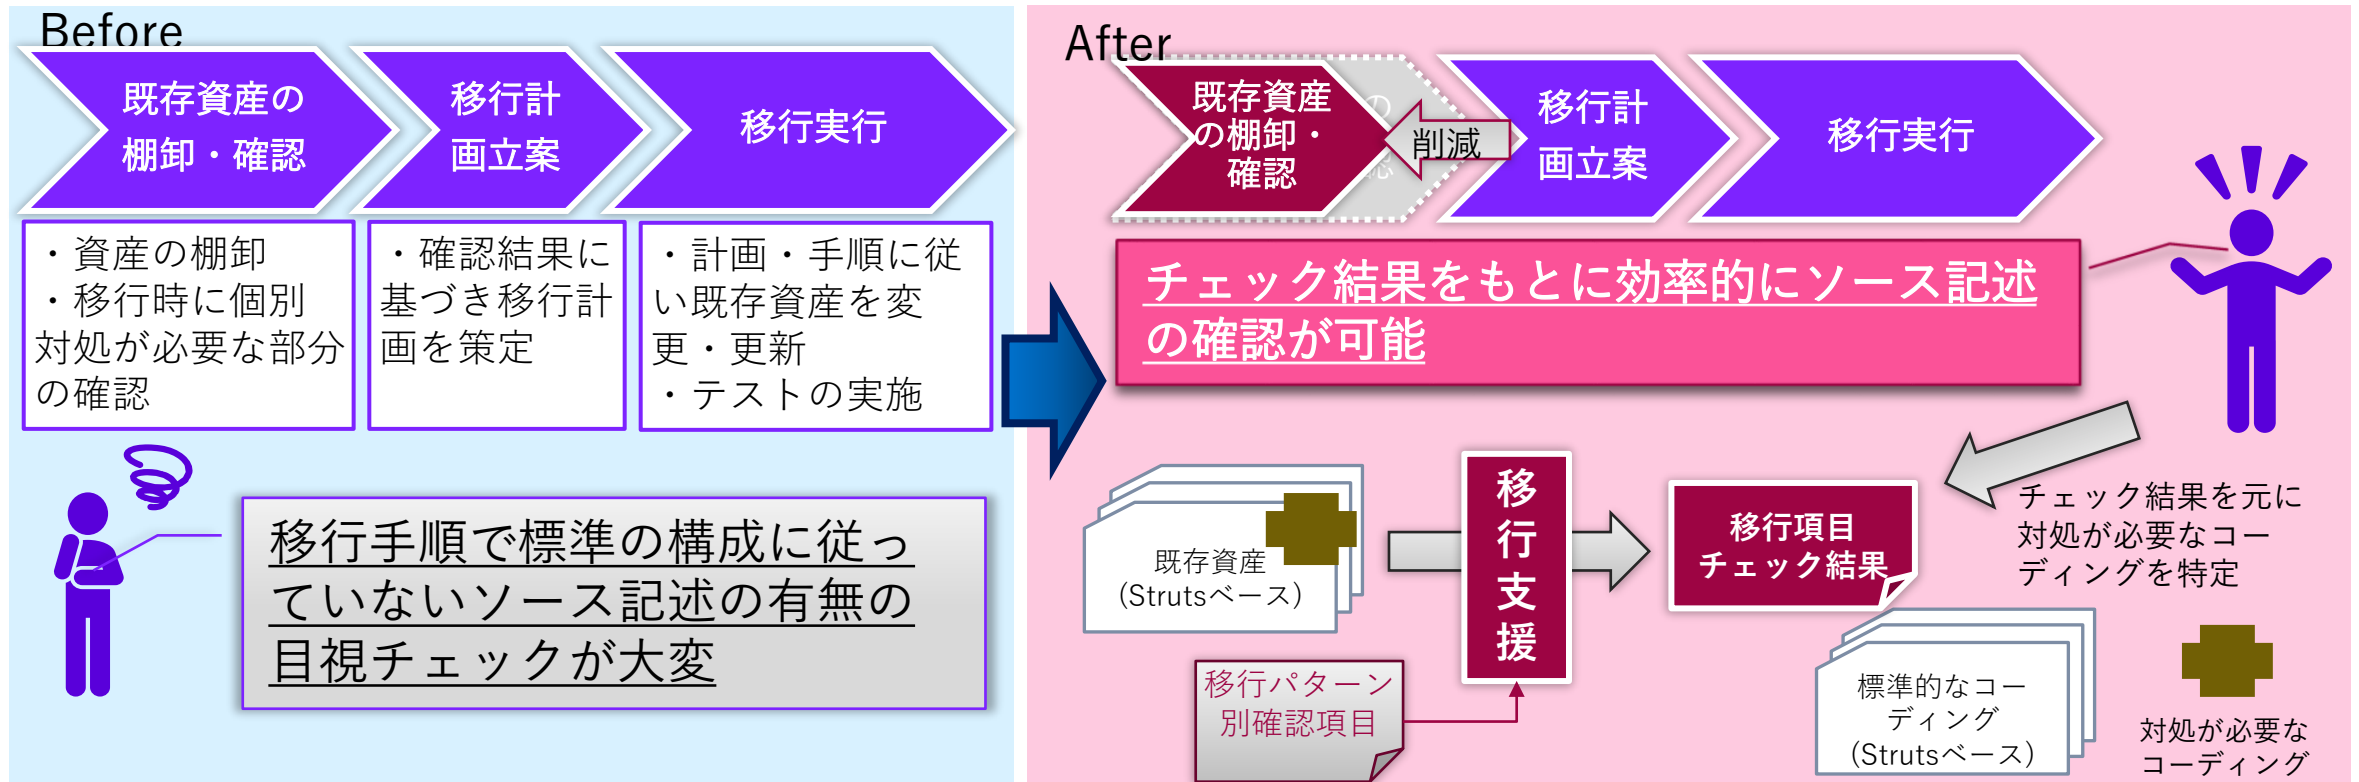 Before
既存資産の
棚卸・確認
移行計
画立案
移行実行
・資産の棚卸
・移行時に個別
対処が必要な部分
の確認
・確認結果に
基づき移行計
画を策定
・計画・手順に従
い既存資産を変
更・更新
・テストの実施
移行手順で標準の構成に従っ
ていないソース記述の有無の
目視チェックが大変
After
既存資産
の棚卸・
確認
の
認
削減
移行計
画立案
移行実行
チェック結果をもとに効率的にソース記述
の確認が可能
既存資産
(Strutsベース)
移
行
支
援
移行項目
チェック結果
チェック結果を元に
対処が必要なコー
ディングを特定
移行パターン
別確認項目
標準的なコー
ディング
(Strutsベース)
対処が必要な
コーディング